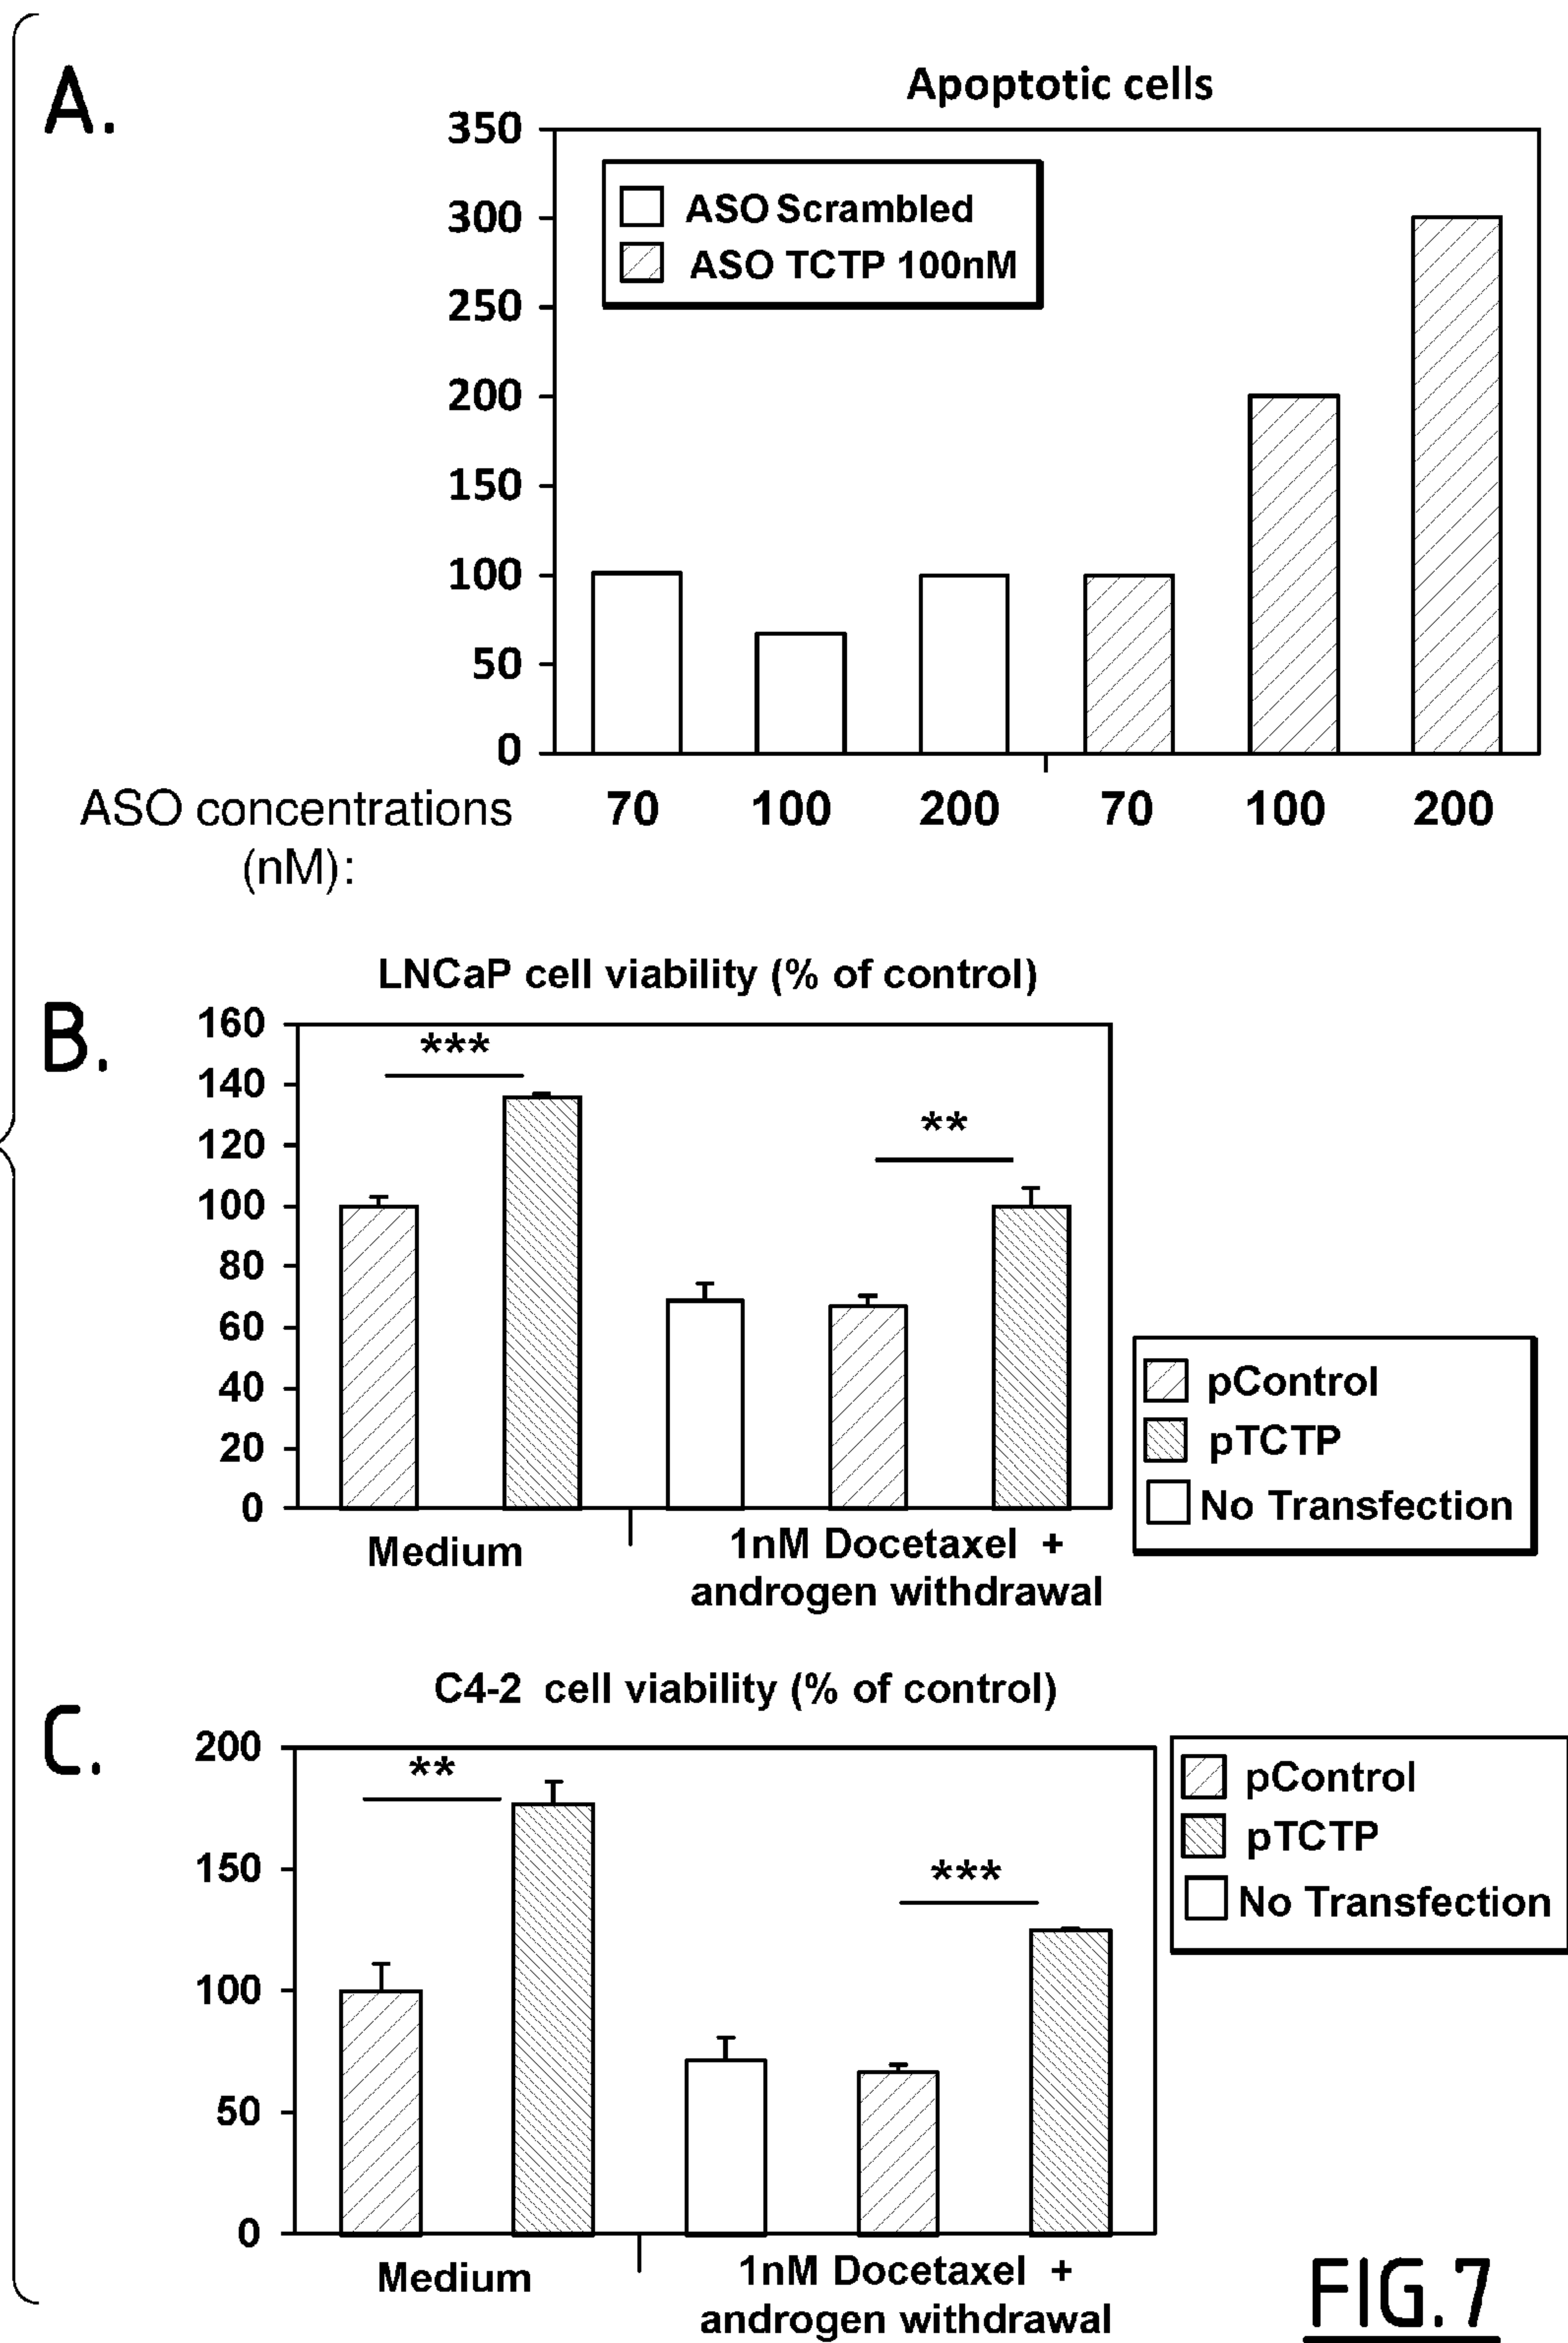 A.
Apoptotic cells
350
300
250
200
150
100
50
0
ASO Scrambled
ASO TCTP 100nM
ASO concentrations 70 100 200 70 100 200
(nM):
B.
LNCaP cell viability (% of control)
160
140
120
100
80
60
40
20
0
***
**
pControl
pTCTP
No Transfection
Medium
1nM Docetaxel +
androgen withdrawal
C.
C4-2 cell viability (% of control)
200
150
100
50
0
**
***
pControl
pTCTP
No Transfection
Medium
1nM Docetaxel +
androgen withdrawal
FIG.7